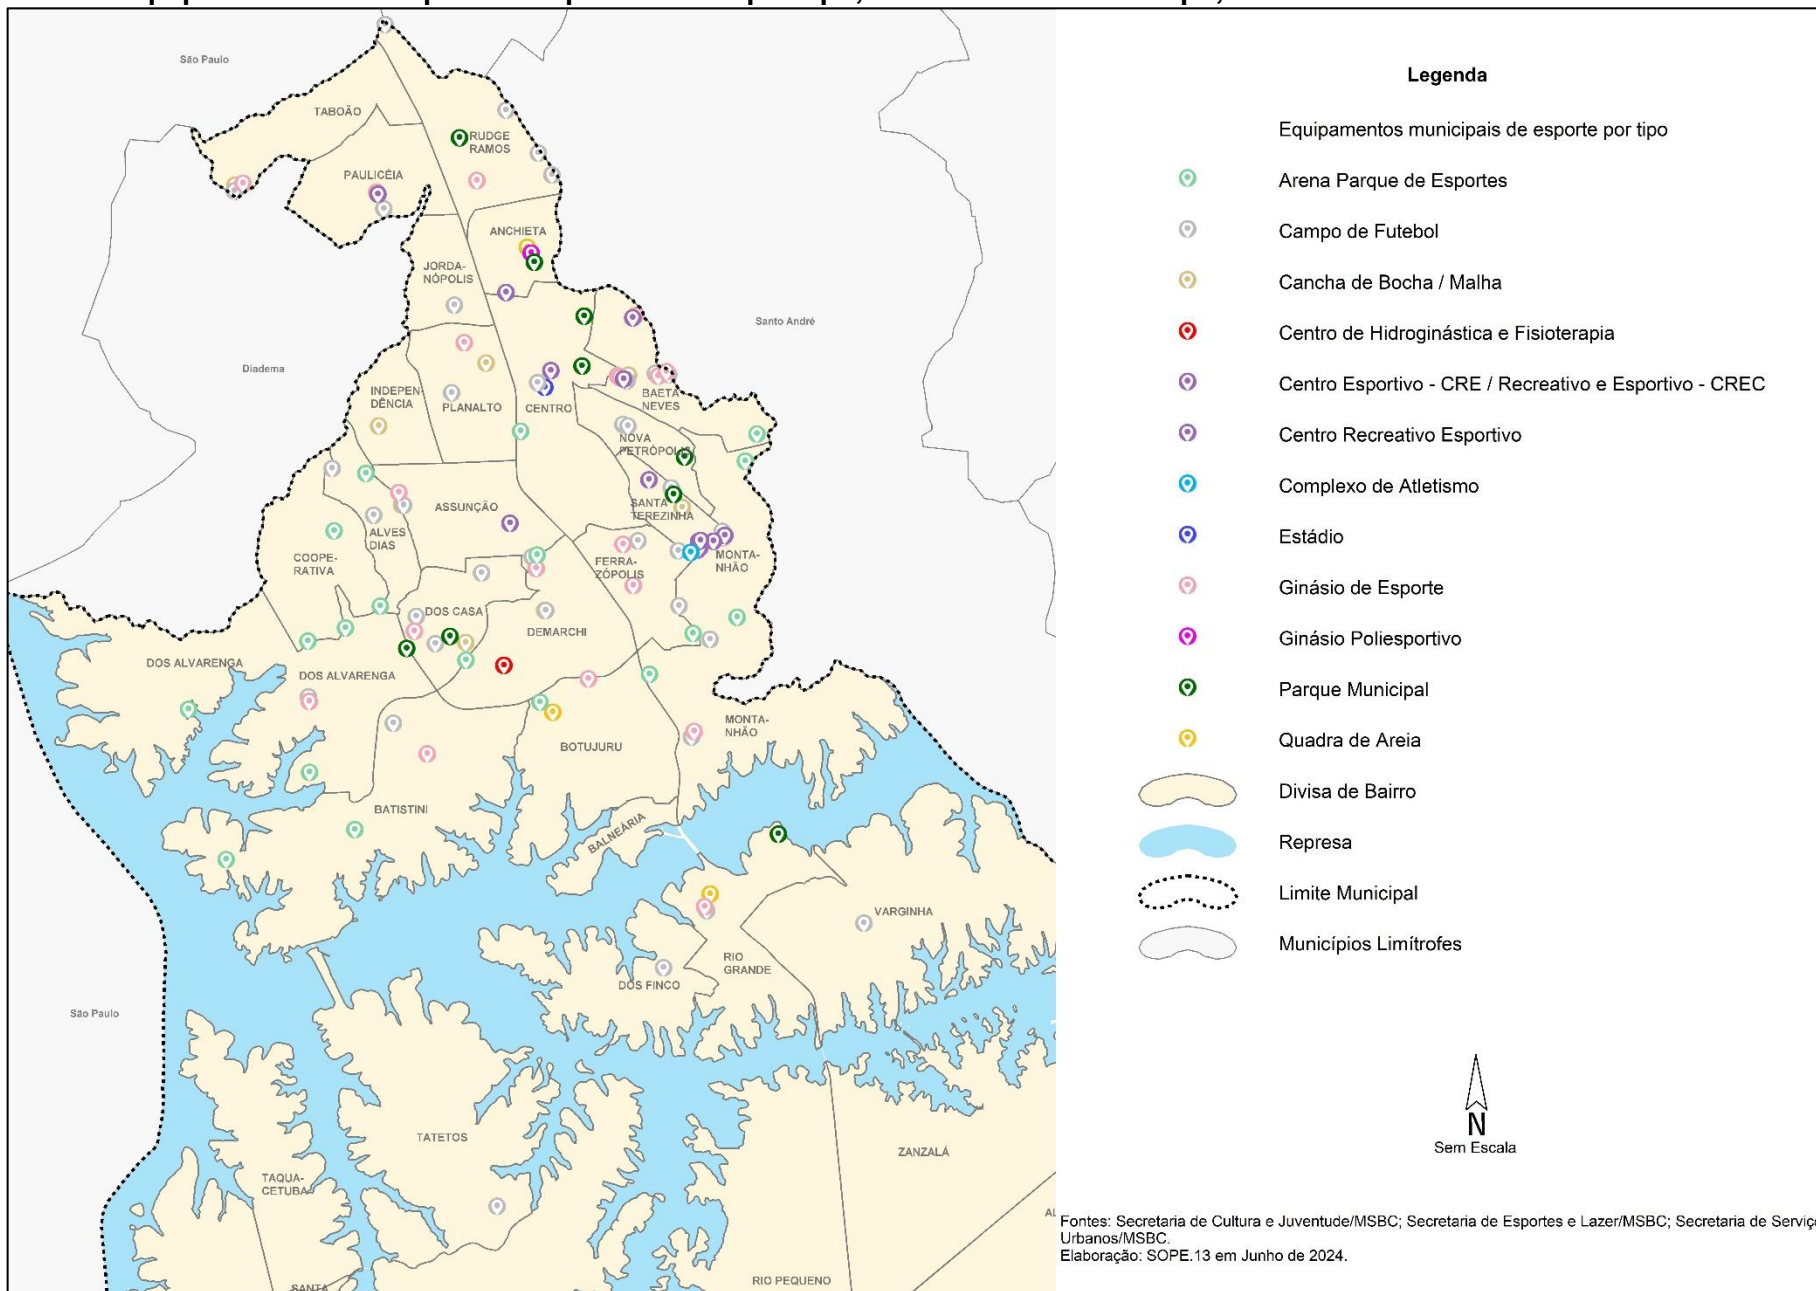 São Paulo
TABOÃO
RUDGE
RAMOS
PAULICÉIA
ANCHIETA
JORDA-
NÓPOLIS
Santo André
Diadema
INDEPEN-
DÊNCIA
PLANALTO
CENTRO
BAETA
NEVES
NOVA
PETRÓPOLIS
SANTA
TEREZINHA
ASSUNÇÃO
ALVES
DIAS
COOPE-
RATIVA
FERRA-
ZÓPOLIS
MONTA-
NHÃO
DOS CASA
DEMARCHI
DOS ALVARENGA
DOS ALVARENGA
MONTA-
NHÃO
BOTUJURU
BATISTINI
BALNEÁRIA
VARGINHA
RIO
GRANDE
DOS FINCO
São Paulo
TATETOS
ZANZALÁ
TAQUA-
CETUBA
SANTA
RIO PEQUENO
Legenda
Equipamentos municipais de esporte por tipo
Arena Parque de Esportes
Campo de Futebol
Cancha de Bocha / Malha
Centro de Hidroginástica e Fisioterapia
Centro Esportivo - CRE / Recreativo e Esportivo - CREC
Centro Recreativo Esportivo
Complexo de Atletismo
Estádio
Ginásio de Esporte
Ginásio Poliesportivo
Parque Municipal
Quadra de Areia
Divisa de Bairro
Represa
Limite Municipal
Municípios Limítrofes
N
Sem Escala
Fontes: Secretaria de Cultura e Juventude/MSBC; Secretaria de Esportes e Lazer/MSBC; Secretaria de Serviço
Urbanos/MSBC.
Elaboração: SOPE.13 em Junho de 2024.